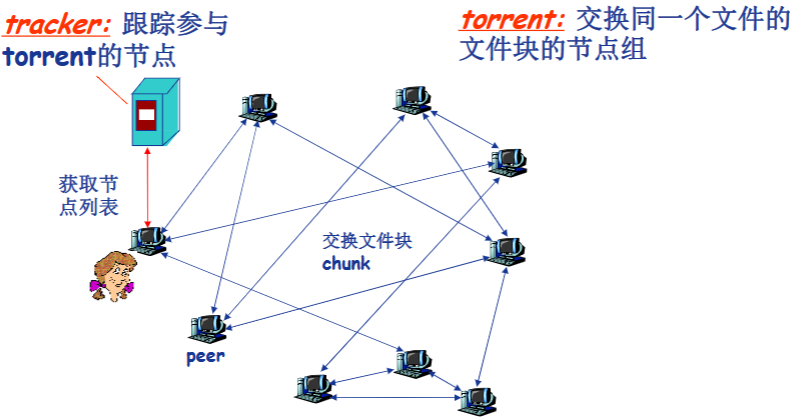 tracker: 跟踪参与
torrent的节点
torrent: 交换同一个文件的
文件块的节点组
获取节
点列表
交换文件块
chunk
peer